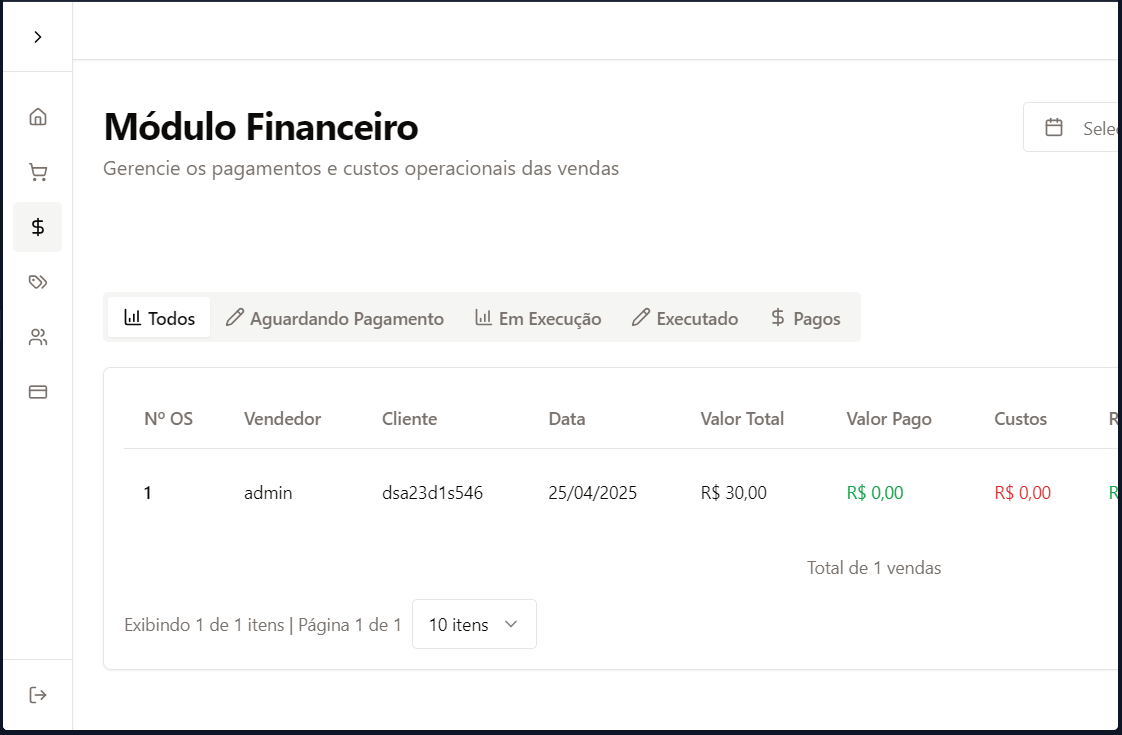 Módulo Financeiro
Gerencie os pagamentos e custos operacionais das vendas
Todos Aguardando Pagamento Em Execução Executado $ Pagos
Nº OS Vendedor Cliente Data Valor Total Valor Pago Custos
1 admin dsa23d1s546 25/04/2025 R$ 30,00 R$ 0,00 R$ 0,00
Total de 1 vendas
Exibindo 1 de 1 itens | Página 1 de 1 10 itens